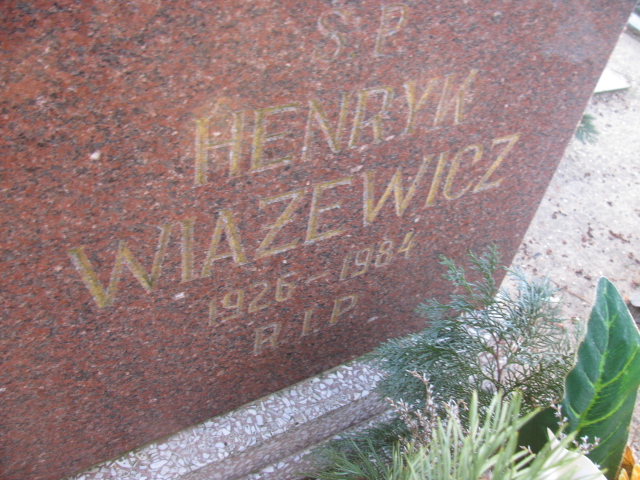 Ś P.
HENRYK
WIAZEWICZ
1926 – 1984
R. I. P